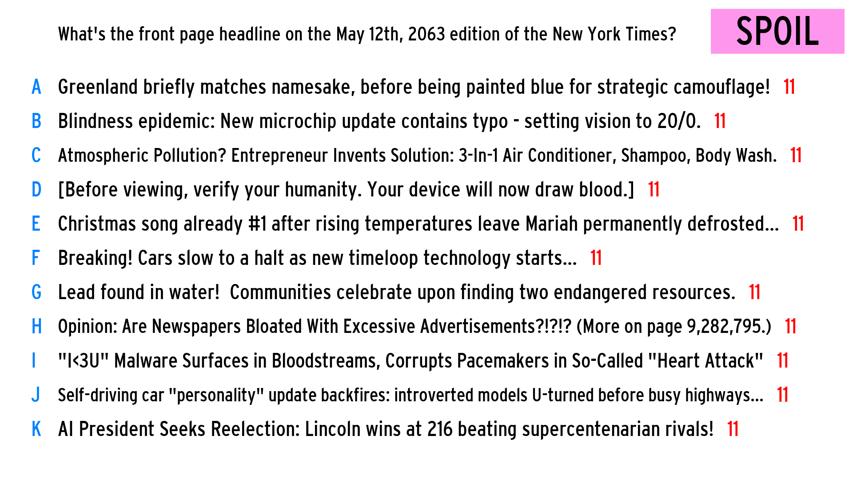 What's the front page headline on the May 12th, 2063 edition of the New York Times?
SPOIL
A Greenland briefly matches namesake, before being painted blue for strategic camouflage! 11
B Blindness epidemic: New microchip update contains typo - setting vision to 20/0. 11
C Atmospheric Pollution? Entrepreneur Invents Solution: 3-In-1 Air Conditioner, Shampoo, Body Wash. 11
D [Before viewing, verify your humanity. Your device will now draw blood.] 11
E Christmas song already #1 after rising temperatures leave Mariah permanently defrosted... 11
F Breaking! Cars slow to a halt as new timeloop technology starts... 11
G Lead found in water!  Communities celebrate upon finding two endangered resources. 11
H Opinion: Are Newspapers Bloated With Excessive Advertisements?!?!? (More on page 9,282,795.) 11
I "I<3U" Malware Surfaces in Bloodstreams, Corrupts Pacemakers in So-Called "Heart Attack" 11
J Self-driving car "personality" update backfires: introverted models U-turned before busy highways... 11
K AI President Seeks Reelection: Lincoln wins at 216 beating supercentenarian rivals! 11